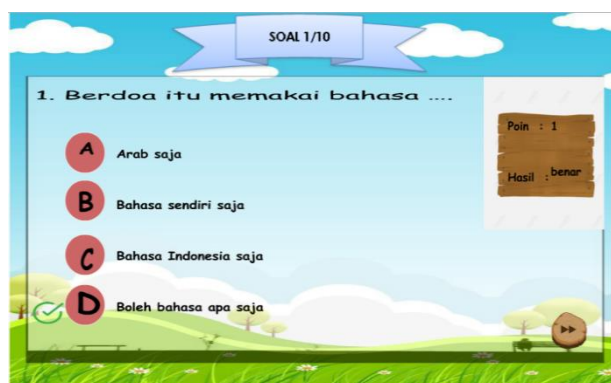 SOAL 1/10
1. Berdoa itu memakai bahasa ....
A Arab saja
B Bahasa sendiri saja
C Bahasa Indonesia saja
D Boleh bahasa apa saja
Poin : 1
Hasil : benar